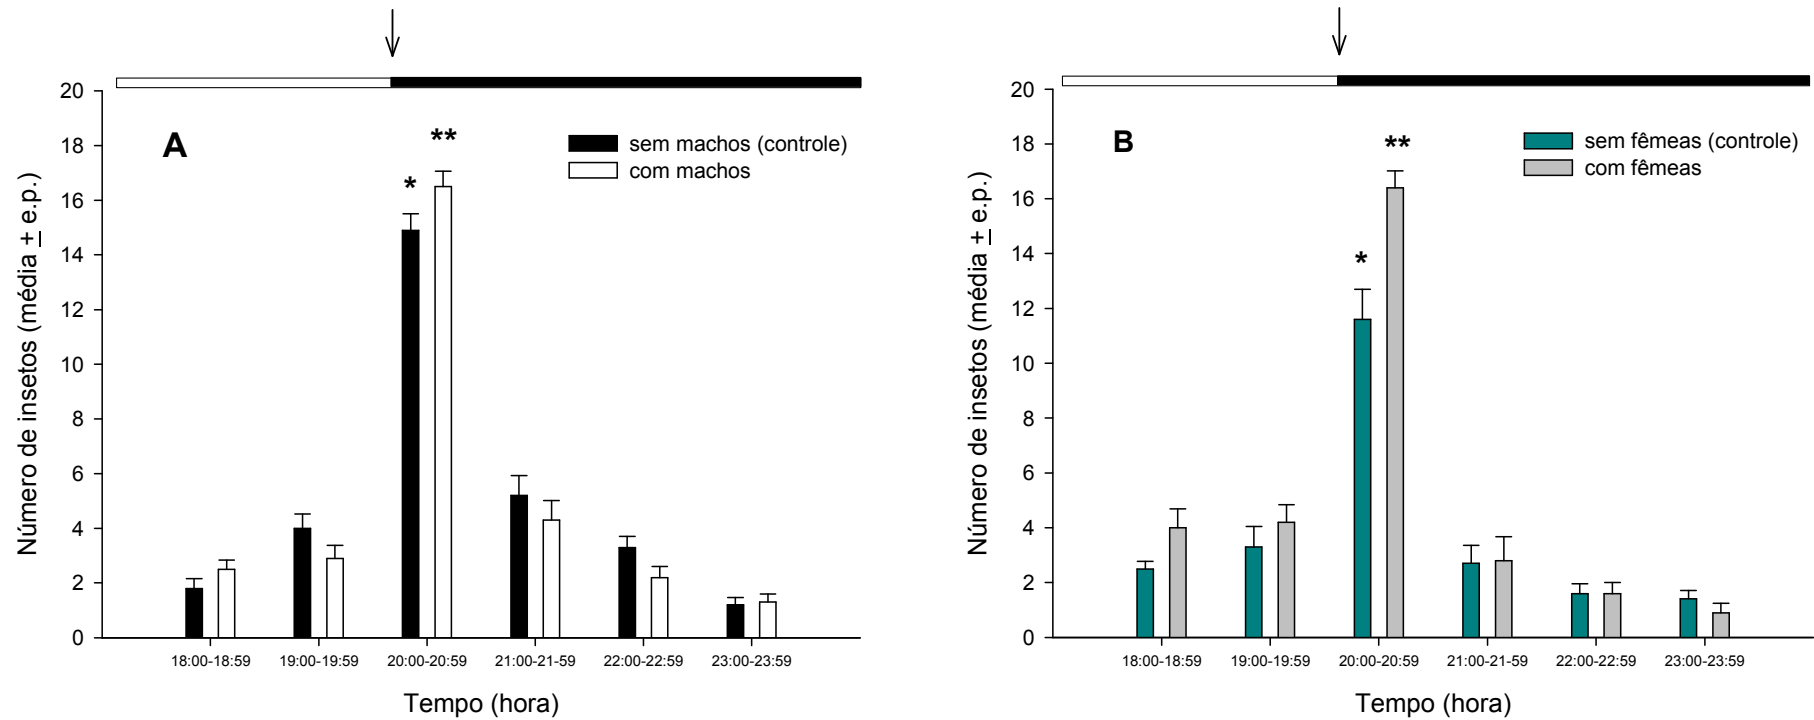 A
**
*
sem machos (controle)
com machos
Número de insetos (média ± e.p.)
20
18
16
14
12
10
8
6
4
2
0
18:00-18:59 19:00-19:59 20:00-20:59 21:00-21-59 22:00-22:59 23:00-23:59
Tempo (hora)
B
**
*
sem fêmeas (controle)
com fêmeas
Número de insetos (média ± e.p.)
20
18
16
14
12
10
8
6
4
2
0
18:00-18:59 19:00-19:59 20:00-20:59 21:00-21-59 22:00-22:59 23:00-23:59
Tempo (hora)